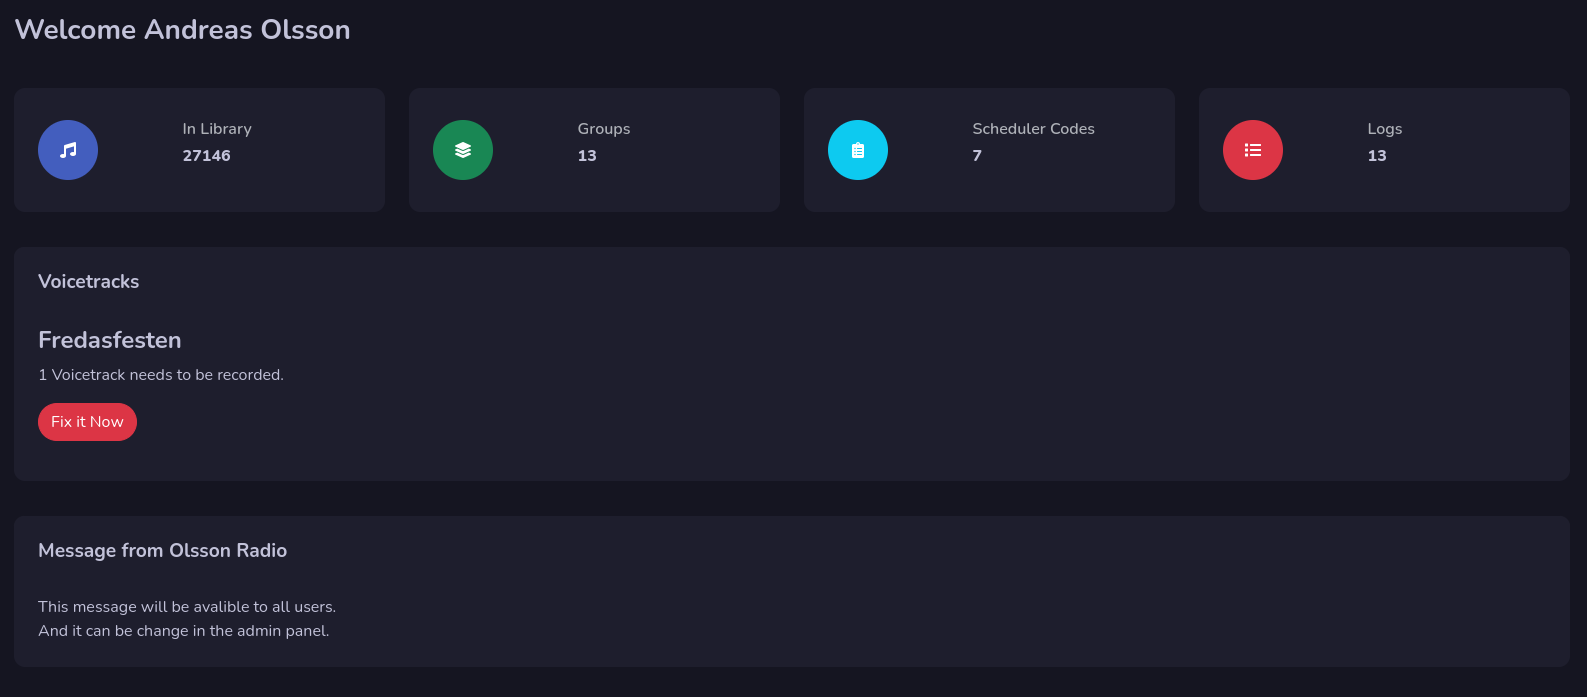 Welcome Andreas Olsson
In Library
27146
Groups
13
Scheduler Codes
7
Logs
13
Voicetracks
Fredasfesten
1 Voicetrack needs to be recorded.
Fix it Now
Message from Olsson Radio
This message will be avalible to all users.
And it can be change in the admin panel.